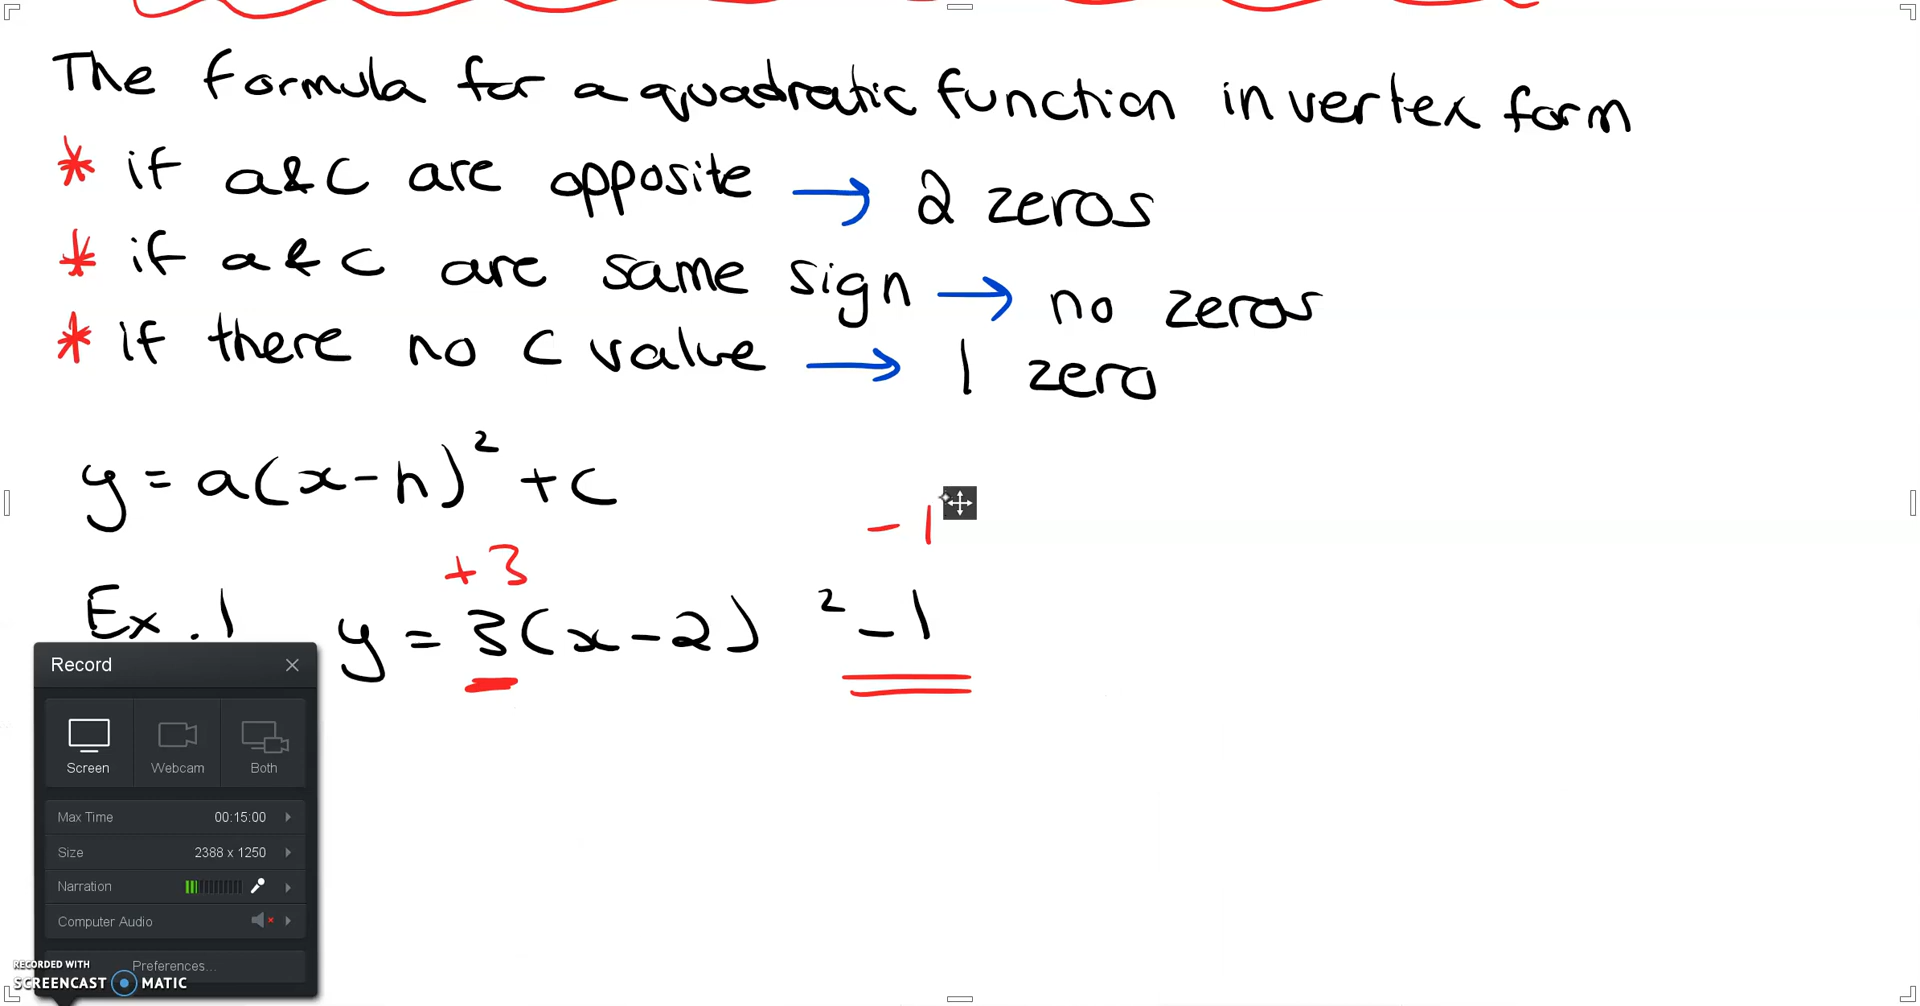 The formula for a quadratic function in vertex form
* if a&c are opposite → 2 zeros
* if a&c are same sign → no zeros
* if there no c value → 1 zero
y = a(x-h)² + c
+3
-1
Ex.1 y = 3(x-2)² -1
Record
Screen
Webcam
Both
Max Time 00:15:00
Size 2388 x 1250
Narration
Computer Audio
Preferences...
RECORDED WITH
SCREENCAST MATIC